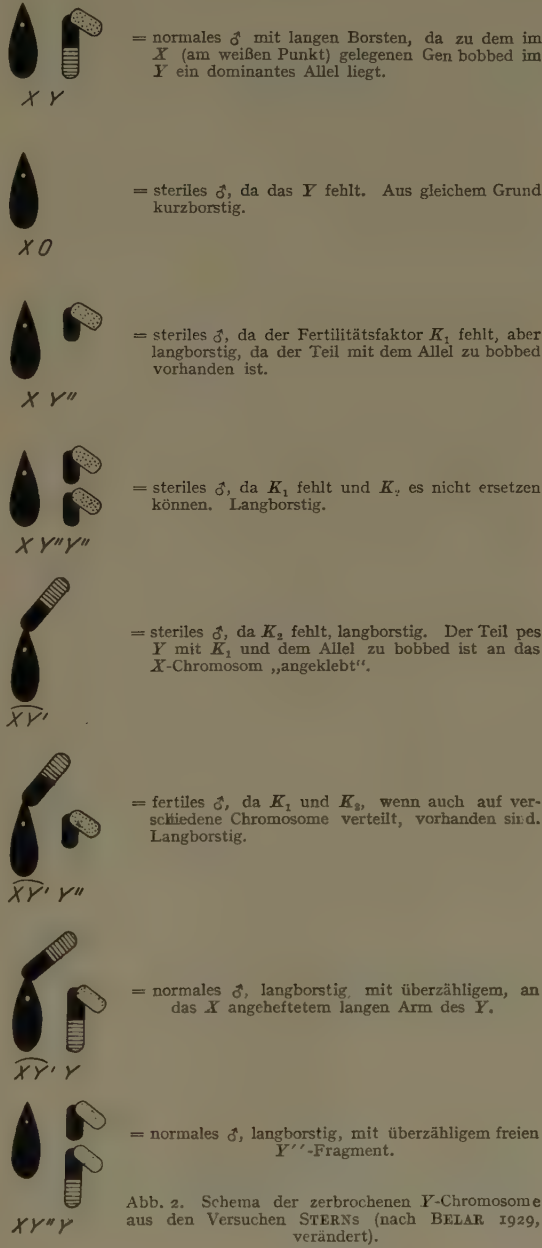 = normales ♂ mit langen Borsten, da zu dem im
X (am weißen Punkt) gelegenen Gen bobbed im
Y ein dominantes Allel liegt.
X Y
= steriles ♂, da das Y fehlt. Aus gleichem Grund
kurzborstig.
X O
= steriles ♂, da der Fertilitätsfaktor K₁ fehlt, aber
langborstig, da der Teil mit dem Allel zu bobbed
vorhanden ist.
X Y''
= steriles ♂, da K₁ fehlt und K₂ es nicht ersetzen
können. Langborstig.
X Y'' Y''
= steriles ♂, da K₂ fehlt, langborstig. Der Teil pes
Y mit K₁ und dem Allel zu bobbed ist an das
X-Chromosom „angeklebt“.
XY'
= fertiles ♂, da K₁ und K₂, wenn auch auf ver-
schiedene Chromosome verteilt, vorhanden sind.
Langborstig.
XY' Y''
= normales ♂, langborstig mit überzähligem, an
das X angeheftetem langen Arm des Y.
XY' Y
= normales ♂, langborstig, mit überzähligem freien
Y''-Fragment.
XY'' Y
Abb. 2. Schema der zerbrochenen Y-Chromosome
aus den Versuchen STERNs (nach BELAR 1929,
verändert).